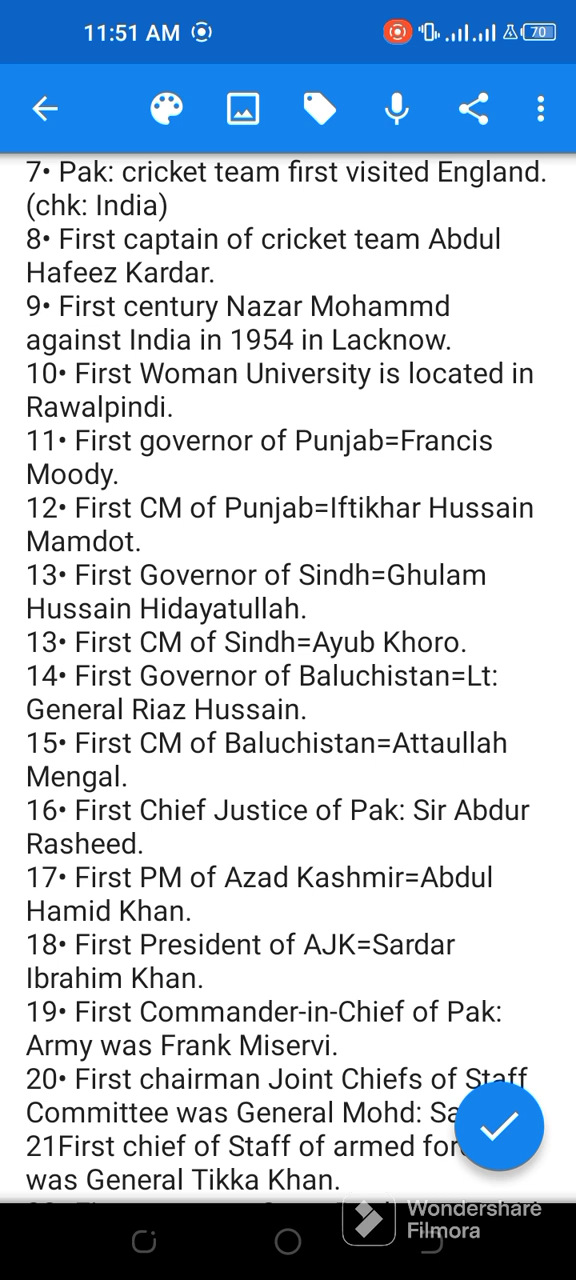 11:51 AM
70
7• Pak: cricket team first visited England.
(chk: India)
8• First captain of cricket team Abdul
Hafeez Kardar.
9• First century Nazar Mohammd
against India in 1954 in Lacknow.
10• First Woman University is located in
Rawalpindi.
11• First governor of Punjab=Francis
Moody.
12• First CM of Punjab=Iftikhar Hussain
Mamdot.
13• First Governor of Sindh=Ghulam
Hussain Hidayatullah.
13• First CM of Sindh=Ayub Khoro.
14• First Governor of Baluchistan=Lt:
General Riaz Hussain.
15• First CM of Baluchistan=Attaullah
Mengal.
16• First Chief Justice of Pak: Sir Abdur
Rasheed.
17• First PM of Azad Kashmir=Abdul
Hamid Khan.
18• First President of AJK=Sardar
Ibrahim Khan.
19• First Commander-in-Chief of Pak:
Army was Frank Miservi.
20• First chairman Joint Chiefs of Staff
Committee was General Mohd:
21First chief of Staff of armed
was General Tikka Khan.
Wondershare
Filmora